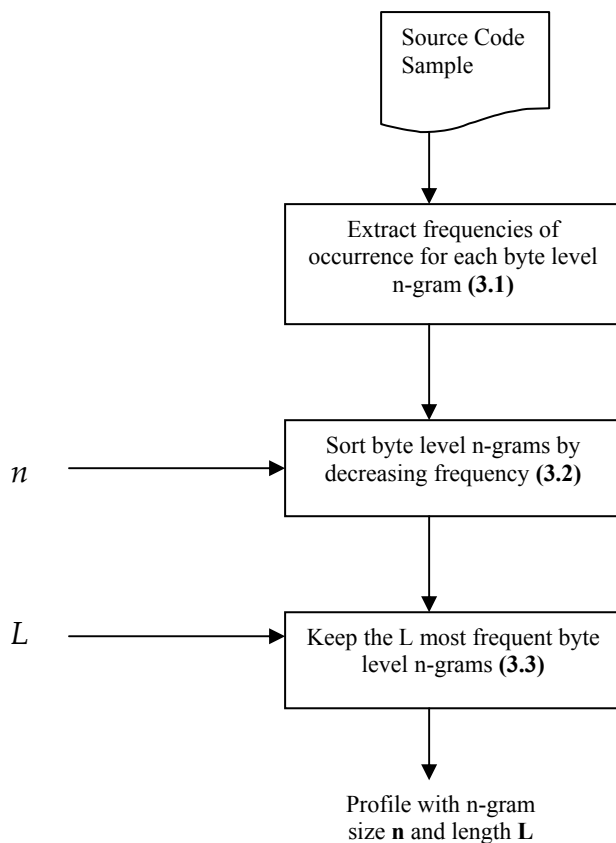 Source Code
Sample
Extract frequencies of
occurrence for each byte level
n-gram (3.1)
n
Sort byte level n-grams by
decreasing frequency (3.2)
L
Keep the L most frequent byte
level n-grams (3.3)
Profile with n-gram
size n and length L